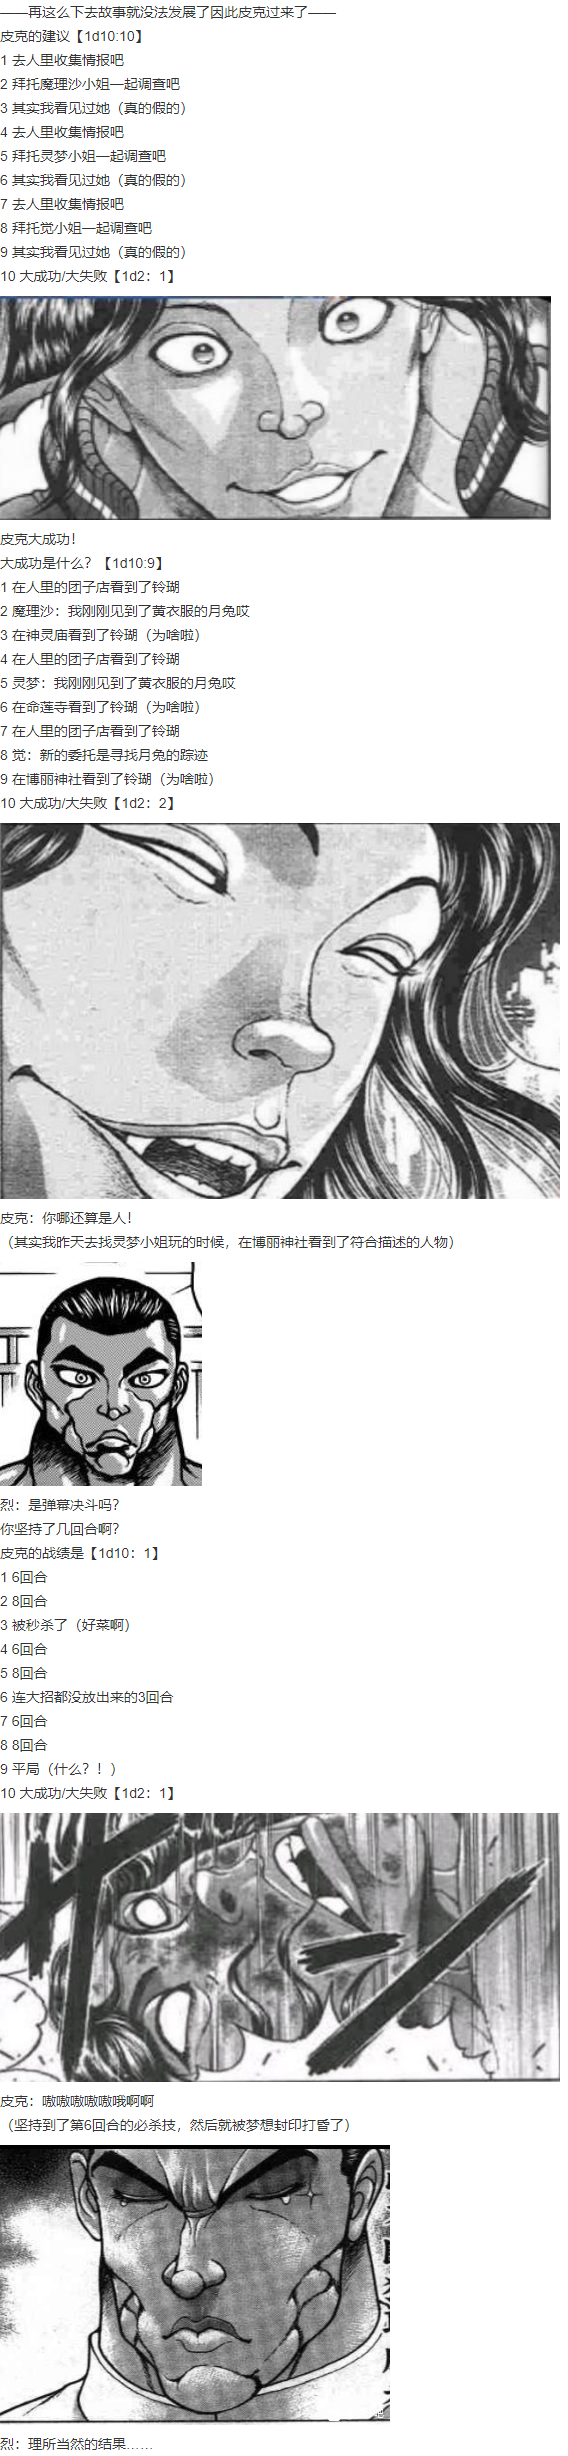 ——再这么下去故事就没法发展了因此皮克过来了——
皮克的建议【1d10:10】
1 去人里收集情报吧
2 拜托魔理沙小姐一起调查吧
3 其实我看见过她（真的假的）
4 去人里收集情报吧
5 拜托灵梦小姐一起调查吧
6 其实我看见过她（真的假的）
7 去人里收集情报吧
8 拜托觉小姐一起调查吧
9 其实我看见过她（真的假的）
10 大成功/大失败【1d2：1】
皮克大成功！
大成功是什么？【1d10:9】
1 在人里的团子店看到了铃瑚
2 魔理沙：我刚刚见到了黄衣服的月兔哎
3 在神灵庙看到了铃瑚（为啥啦）
4 在人里的团子店看到了铃瑚
5 灵梦：我刚刚见到了黄衣服的月兔哎
6 在命莲寺看到了铃瑚（为啥啦）
7 在人里的团子店看到了铃瑚
8 觉：新的委托是寻找月兔的踪迹
9 在博丽神社看到了铃瑚（为啥啦）
10 大成功/大失败【1d2：2】
皮克：你哪还算是人！
（其实我昨天去找灵梦小姐玩的时候，在博丽神社看到了符合描述的人物）
烈：是弹幕决斗吗？
你坚持了几回合啊？
皮克的战绩是【1d10：1】
1 6回合
2 8回合
3 被秒杀了（好菜啊）
4 6回合
5 8回合
6 连大招都没放出来的3回合
7 6回合
8 8回合
9 平局（什么？！）
10 大成功/大失败【1d2：1】
皮克：嗷嗷嗷嗷嗷哦啊啊
（坚持到了第6回合的必杀技，然后就被梦想封印打昏了）
烈：理所当然的结果……